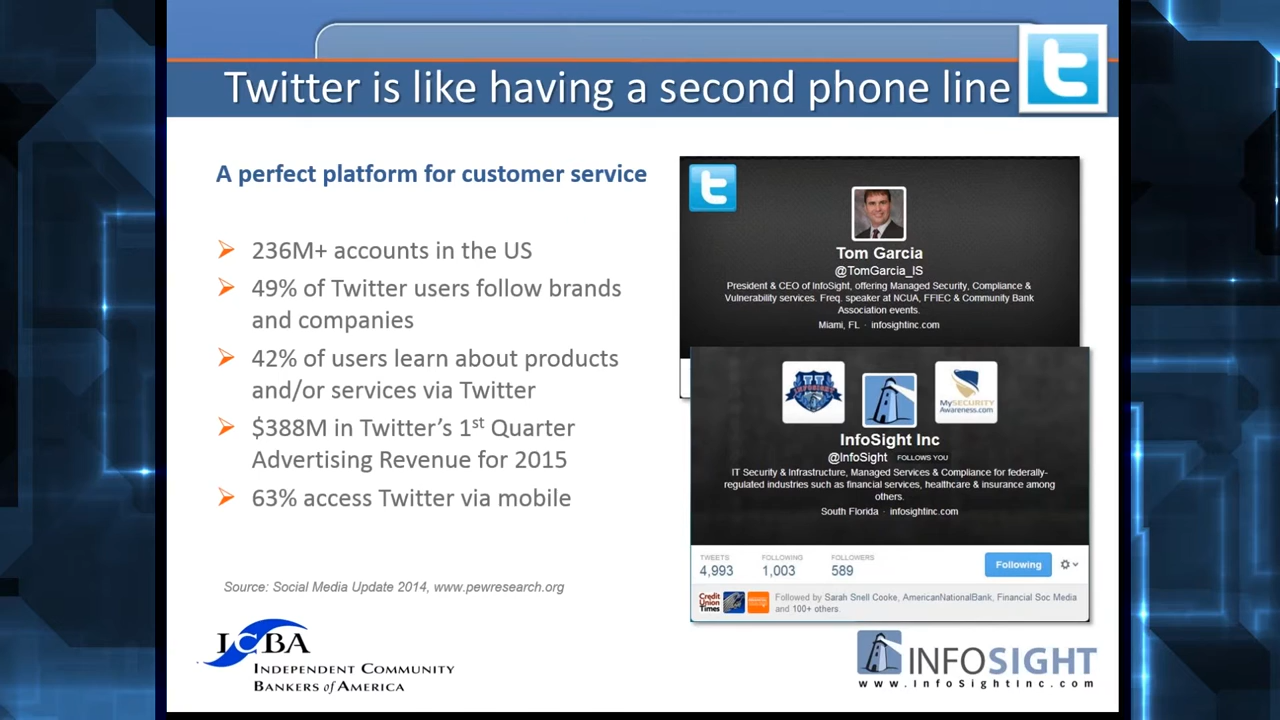 Twitter is like having a second phone line
A perfect platform for customer service
236M+ accounts in the US
49% of Twitter users follow brands
and companies
42% of users learn about products
and/or services via Twitter
$388M in Twitter's 1st Quarter
Advertising Revenue for 2015
63% access Twitter via mobile
Source: Social Media Update 2014, www.pewresearch.org
ICBA
INDEPENDENT COMMUNITY
BANKERS of AMERICA
Tom Garcia
@TomGarcia_IS
President & CEO of InfoSight, offering Managed Security, Compliance &
Vulnerability services. Freq. speaker at NCUA, FFIEC & Community Bank
Association events.
Miami, FL · infosightinc.com
INFOSIGHT
MySECURITY
Awareness.com
InfoSight Inc
@InfoSight FOLLOWS YOU
IT Security & Infrastructure, Managed Services & Compliance for federally-
regulated industries such as financial services, healthcare & insurance among
others.
South Florida · infosightinc.com
TWEETS FOLLOWING FOLLOWERS
4,993 1,003 589
Following
Credit
Union
Times
Followed by Sarah Snell Cooke, AmericanNationalBank, Financial Soc Media
and 100+ others.
INFOSIGHT
www.InfoSightInc.com